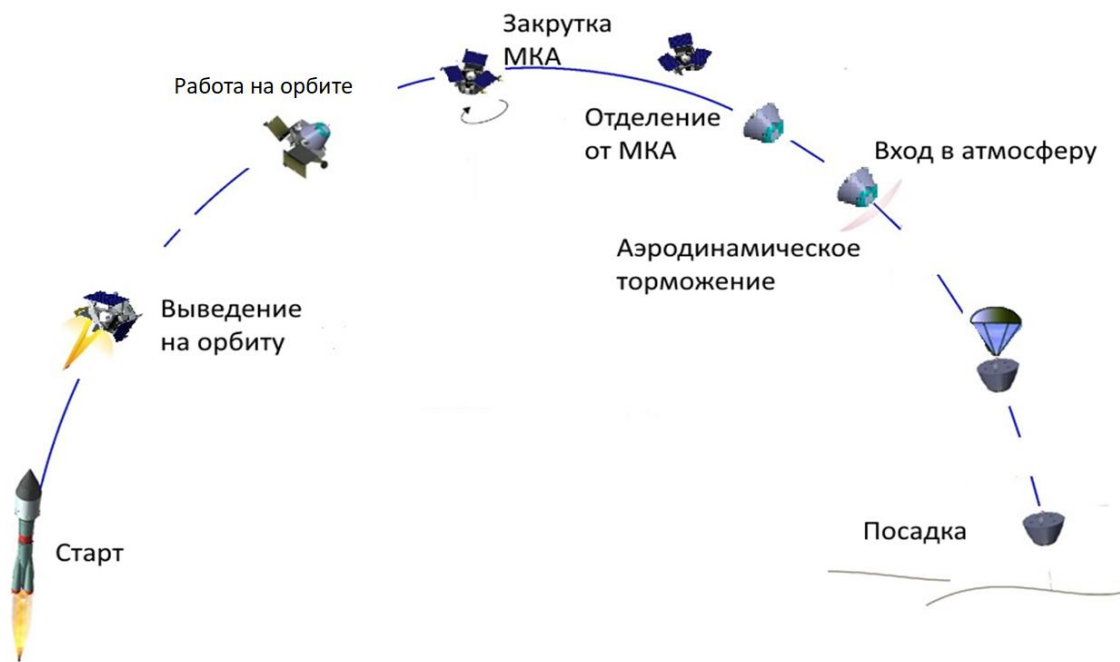 Старт
Выведение
на орбиту
Работа на орбите
Закрутка
МКА
Отделение
от МКА
Вход в атмосферу
Аэродинамическое
торможение
Посадка